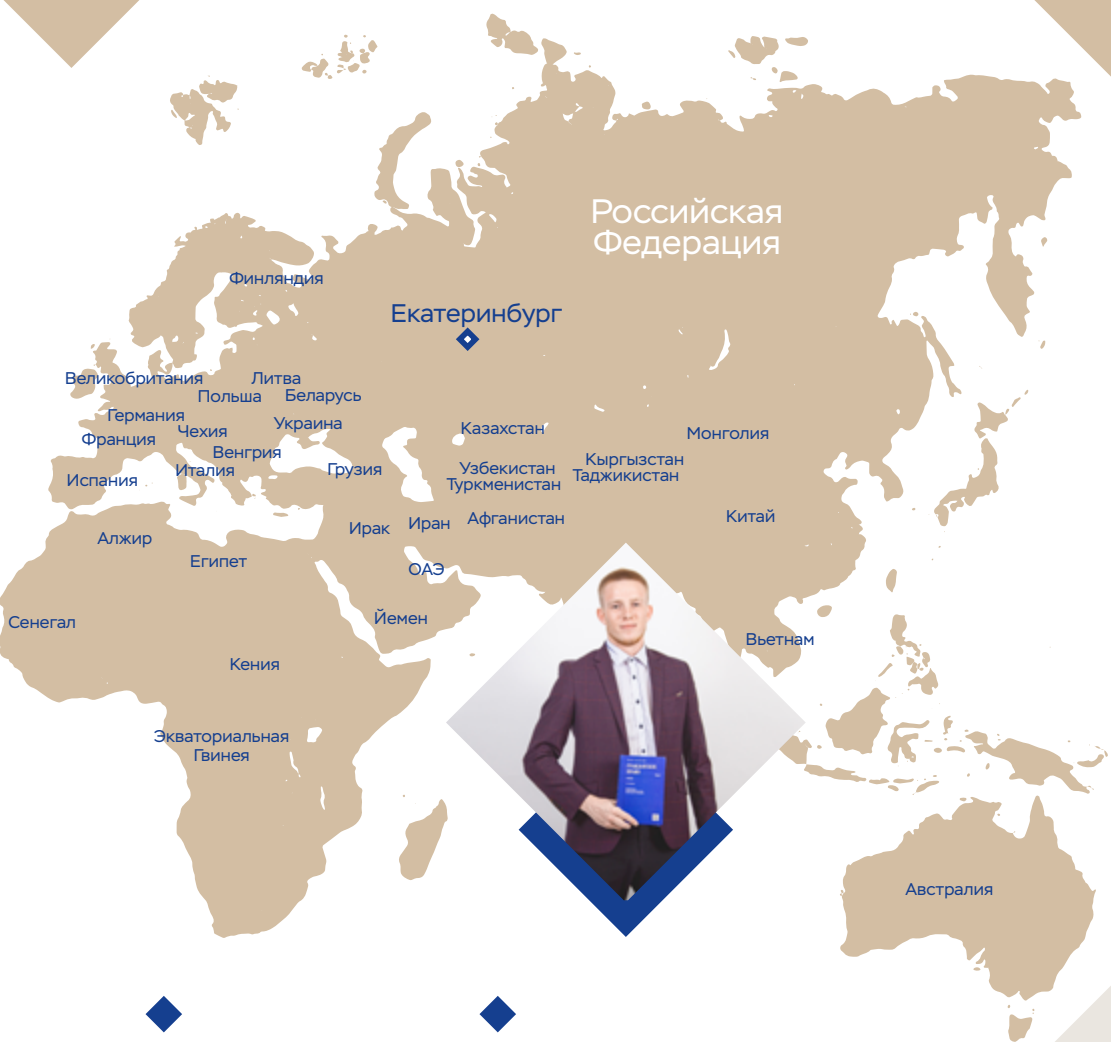 Российская
Федерация
Финляндия
Екатеринбург
Великобритания
Литва
Польша
Беларусь
Германия
Чехия
Украина
Франция
Венгрия
Италия
Испания
Грузия
Казахстан
Монголия
Узбекистан
Туркменистан
Кыргызстан
Таджикистан
Китай
Афганистан
Иран
Ирак
Алжир
Египет
ОАЭ
Сенегал
Йемен
Кения
Вьетнам
Экваториальная
Гвинея
Австралия